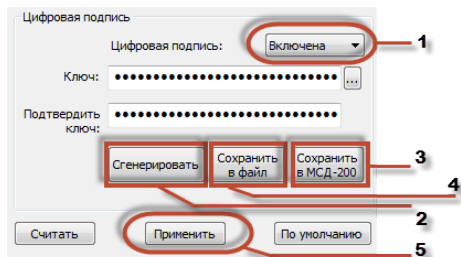 Цифровая подпись
Цифровая подпись: Включена 1
Ключ: ●●●●●●●●●●●●●●●●●●●●●●●●●●●●●● ...
Подтвердить ключ: ●●●●●●●●●●●●●●●●●●●●●●●●●●●●●●
Сгенерировать
Сохранить
в файл
Сохранить
в МСД-200
3
4
2
Считать Применить По умолчанию
5